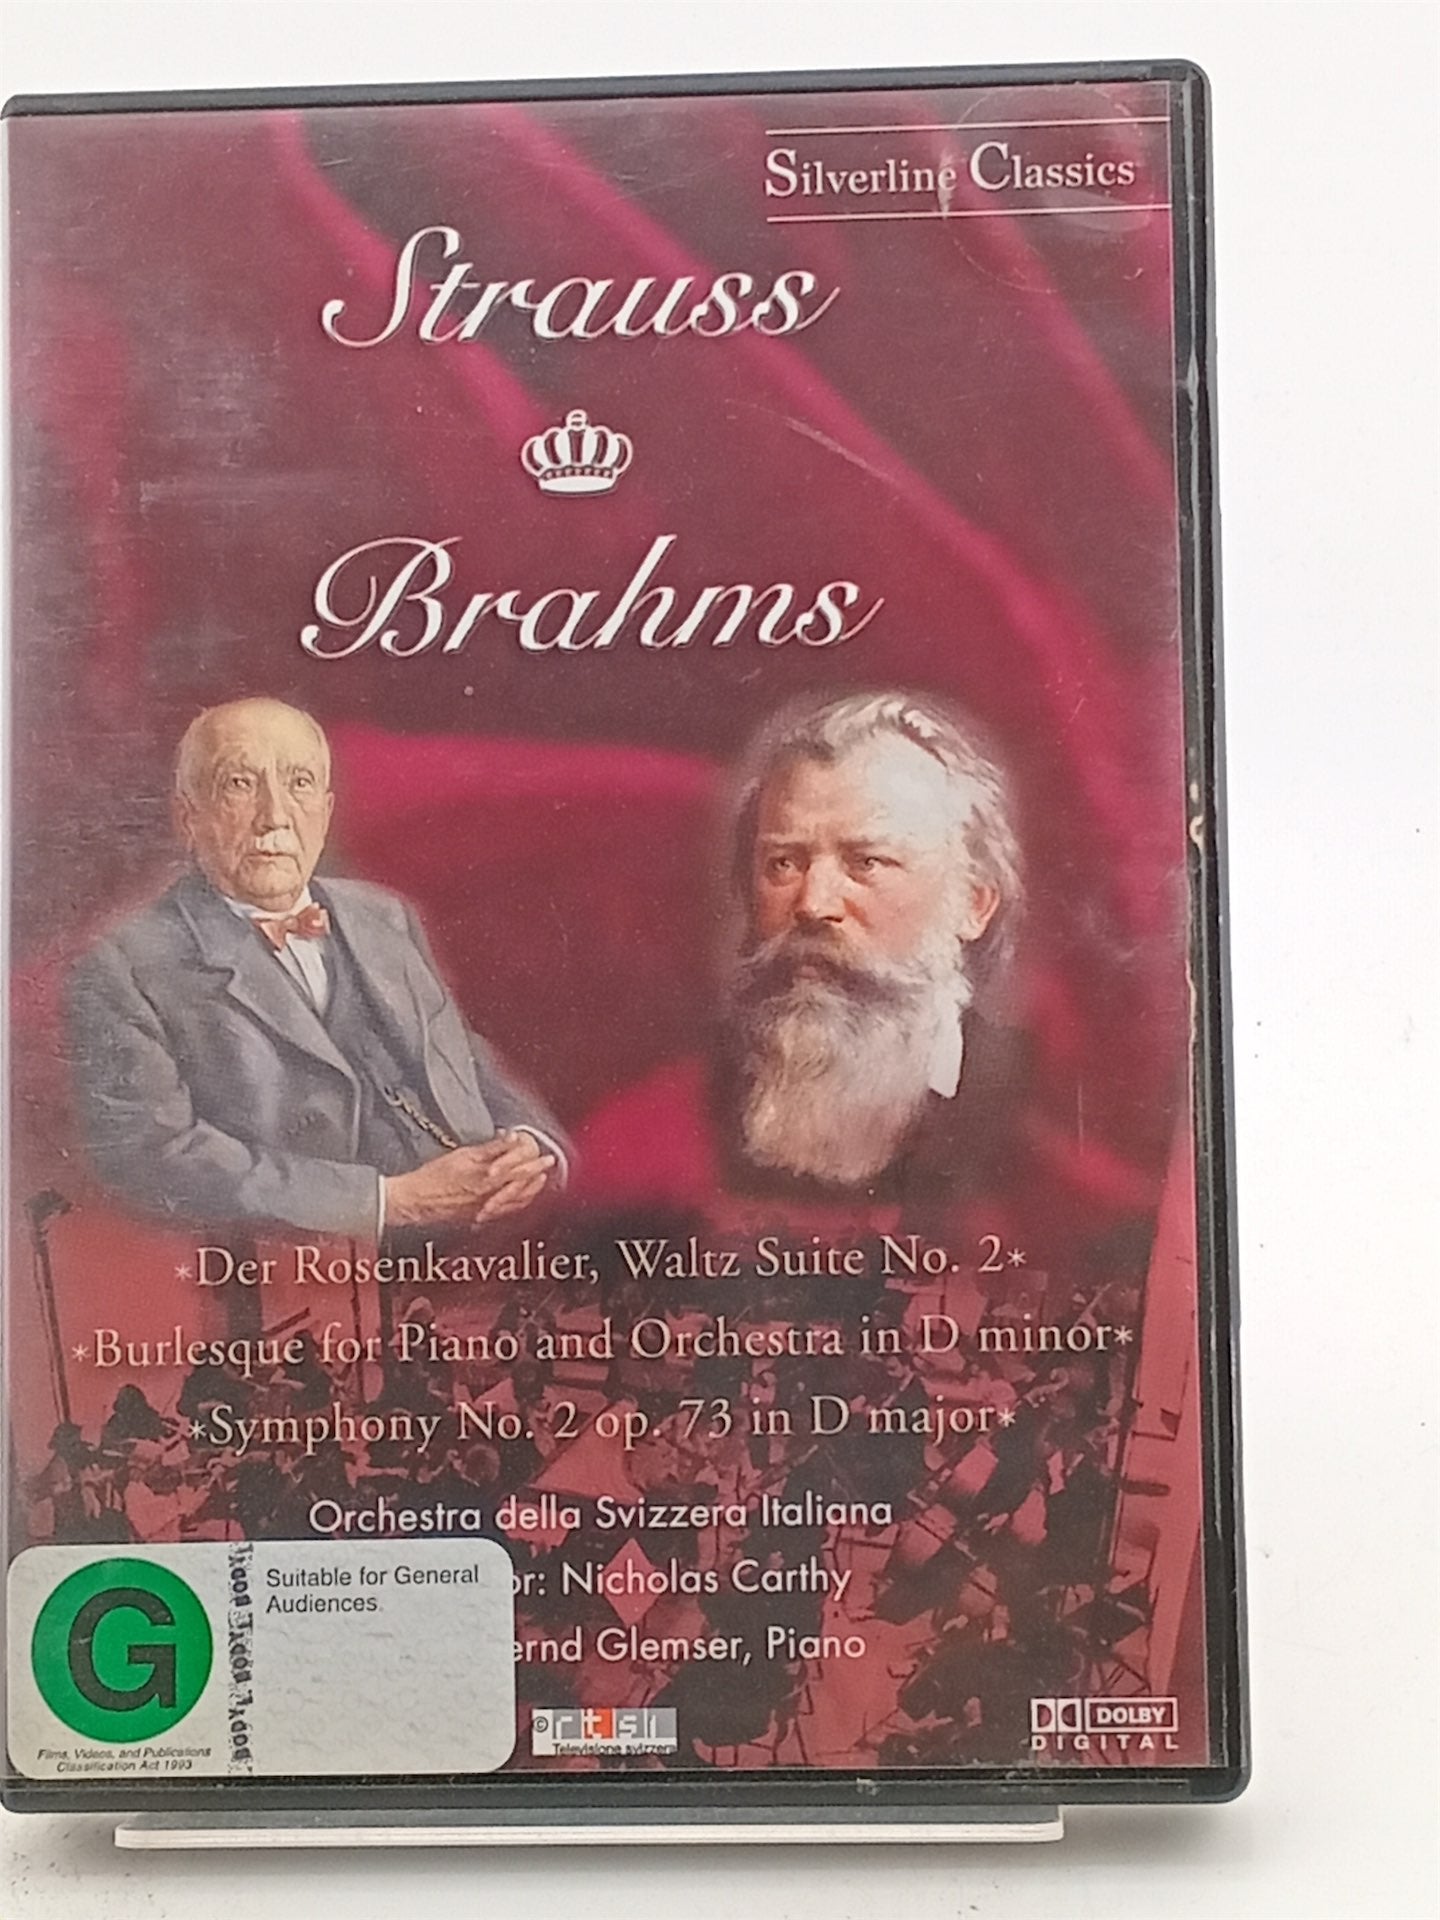 Silverline Classics
Strauss
Brahms
*Der Rosenkavalier, Waltz Suite No. 2*
*Burlesque for Piano and Orchestra in D minor*
*Symphony No. 2 op. 73 in D major*
Orchestra della Svizzera Italiana
or: Nicholas Carthy
ernd Glemser, Piano
G
Suitable for General
Audiences.
Films, Videos, and Publications
Classification Act 1993
© rtsi
Televisione svizzera
DOLBY
DIGITAL